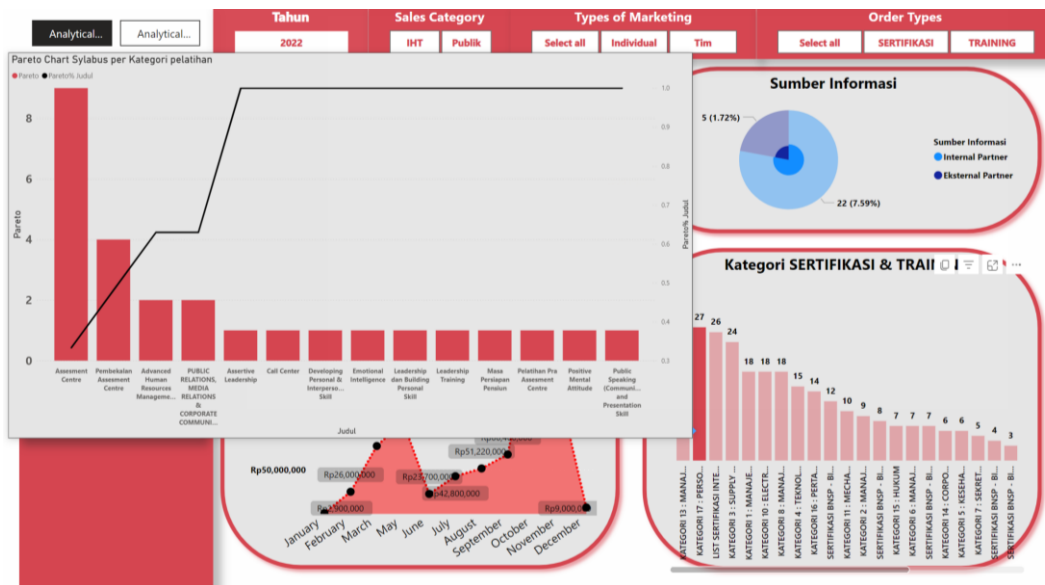 Analytical...
Analytical...
Tahun
2022
Sales Category
IHT
Publik
Types of Marketing
Select all
Individual
Tim
Order Types
Select all
SERTIFIKASI
TRAINING
Pareto Chart Sylabus per Kategori pelatihan
Pareto
Pareto% Judul
Pareto
8
6
4
2
0
1.0
0.9
0.8
0.7
0.6
0.5
0.4
0.3
Pareto% Judul
Assesment
Centre
Pembekalan
Assesment
Centre
Advanced
Human
Resources
Manageme...
PUBLIC
RELATIONS,
MEDIA
RELATIONS
&
CORPORATE
COMMUNI...
Assertive
Leadership
Call Center
Developing
Personal &
Interperso...
Skill
Emotional
Intelligence
Leadership
dan Building
Personal
Skill
Leadership
Training
Masa
Persiapan
Pensiun
Pelatihan Pra
Assesment
Centre
Positive
Mental
Attitude
Public
Speaking
(Communi...
and
Presentation
Skill
Judul
Sumber Informasi
5 (1.72%)
22 (7.59%)
Sumber Informasi
Internal Partner
Eksternal Partner
Kategori SERTIFIKASI & TRAIN
27
26
24
18
18
18
15
14
12
10
9
8
7
7
7
6
6
5
4
3
KATEGORI 13 : MANAJ...
KATEGORI 17 : PERSO...
LIST SERTIFIKASI INTE...
KATEGORI 3 : SUPPLY ...
KATEGORI 1 : MANAJE...
KATEGORI 10 : ELECTR...
KATEGORI 8 : MANAJ...
KATEGORI 4 : TEKNOL...
KATEGORI 16 : PERTA...
SERTIFIKASI BNSP - BI...
KATEGORI 11 : MECHA...
KATEGORI 2 : MANAJ...
SERTIFIKASI BNSP - BI...
KATEGORI 15 : HUKUM
KATEGORI 6 : MANAJ...
SERTIFIKASI BNSP - BI...
KATEGORI 14 : CORPO...
KATEGORI 5 : KESEHA...
KATEGORI 7 : SEKRET...
SERTIFIKASI BNSP - BI...
SERTIFIKASI BNSP - BI...
Rp50,000,000
Rp26,000,000
Rp42,800,000
Rp51,220,000
Rp9,000,000
January
February
March
May
June
July
August
September
October
November
December